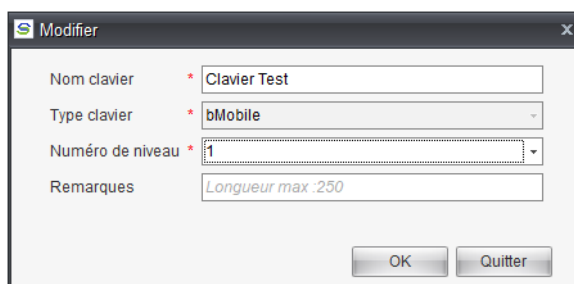 Modifier
Nom clavier * Clavier Test
Type clavier * bMobile
Numéro de niveau * 1
Remarques Longueur max :250
OK Quitter